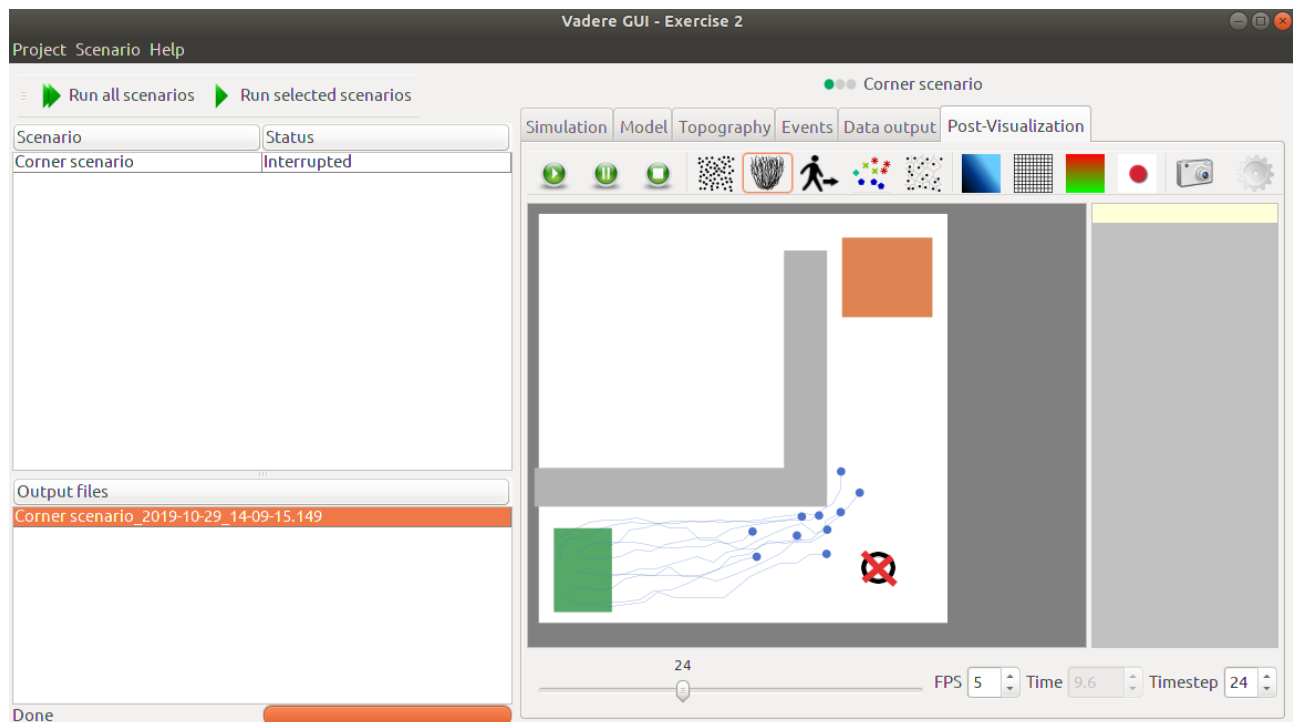 Vadere GUI - Exercise 2
Project Scenario Help
Run all scenarios Run selected scenarios
Corner scenario
Scenario Status
Corner scenario Interrupted
Simulation Model Topography Events Data output Post-Visualization
Output files
Corner scenario_2019-10-29_14-09-15.149
24
FPS 5 Time 9.6 Timestep 24
Done